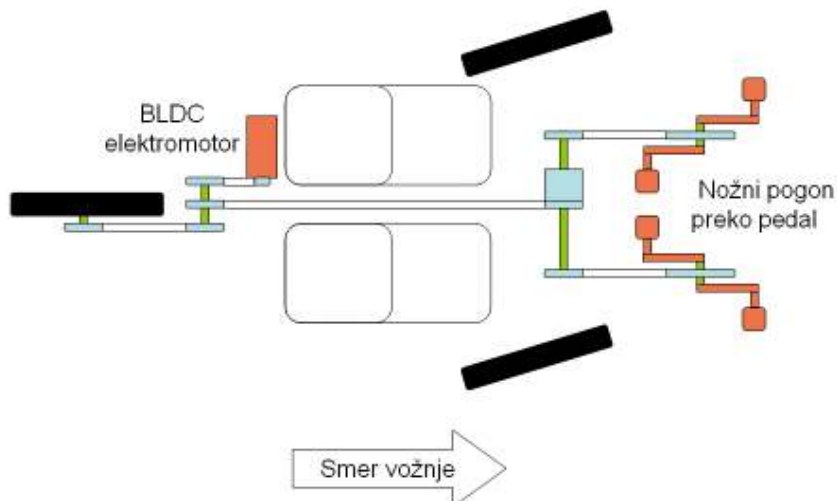 BLDC
elektromotor
Nožni pogon
preko pedal
Smer vožnje